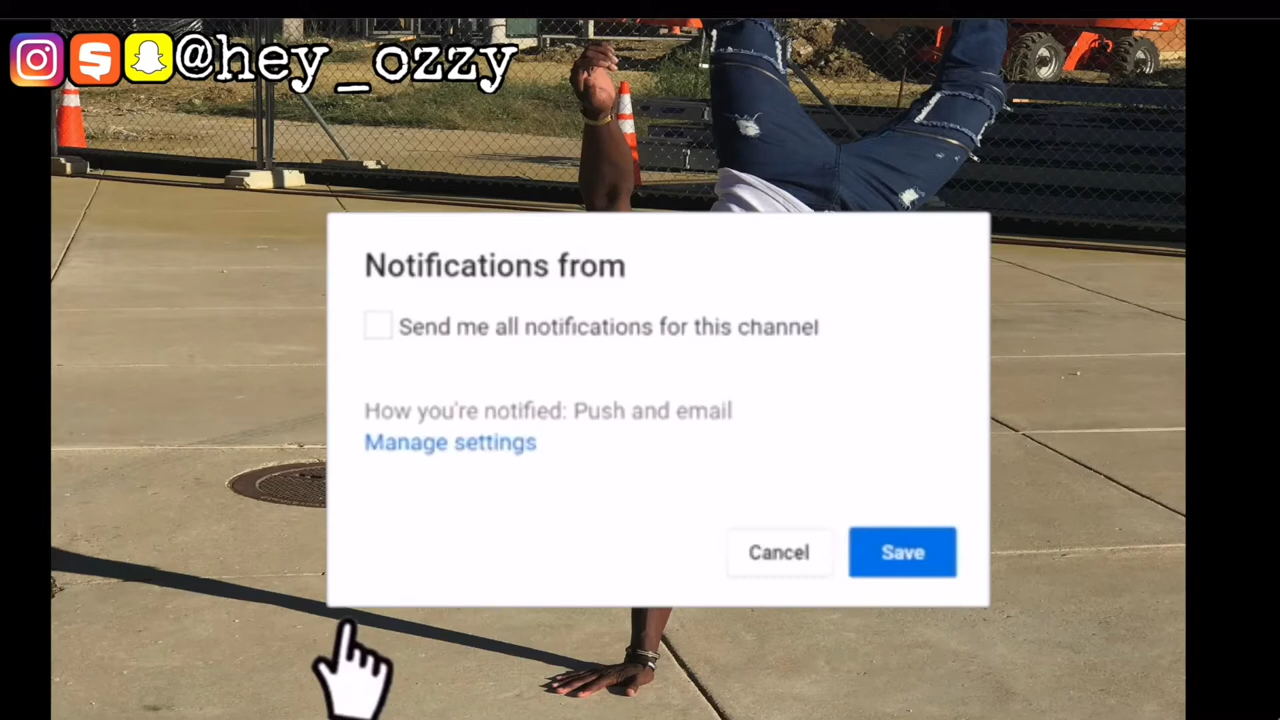 @hey_ozzy
Notifications from
Send me all notifications for this channel
How you're notified: Push and email
Manage settings
Cancel
Save